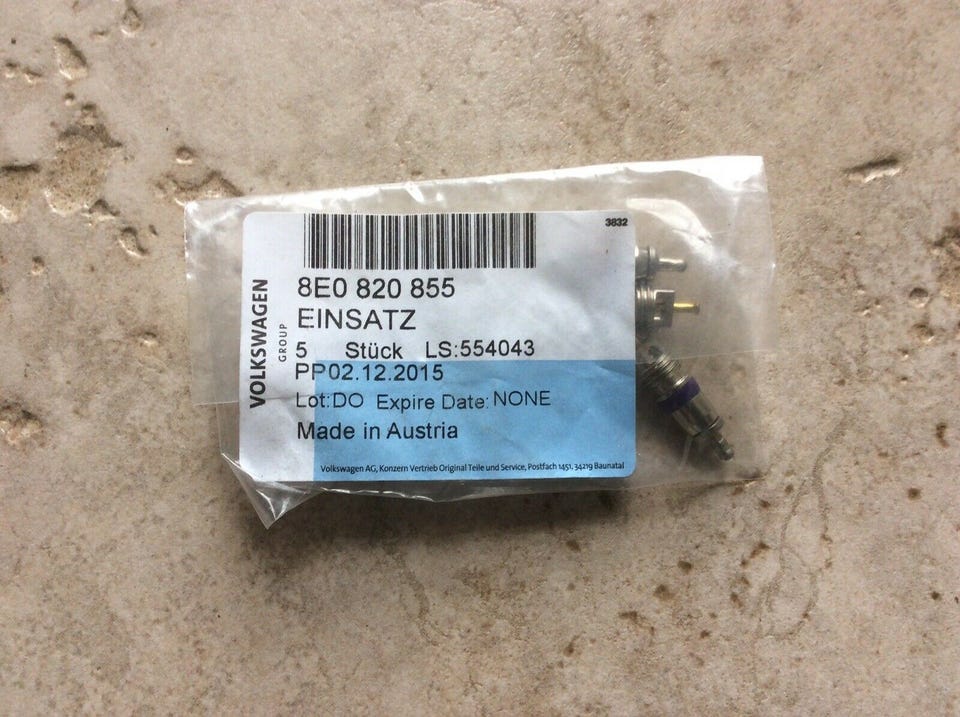 3832
8E0 820 855
EINSATZ
5 Stück LS:554043
PP02.12.2015
Lot:DO Expire Date: NONE
Made in Austria
Volkswagen AG, Konzern Vertrieb Original Teile und Service, Postfach 1451, 34219 Baunatal
VOLKSWAGEN
GROUP